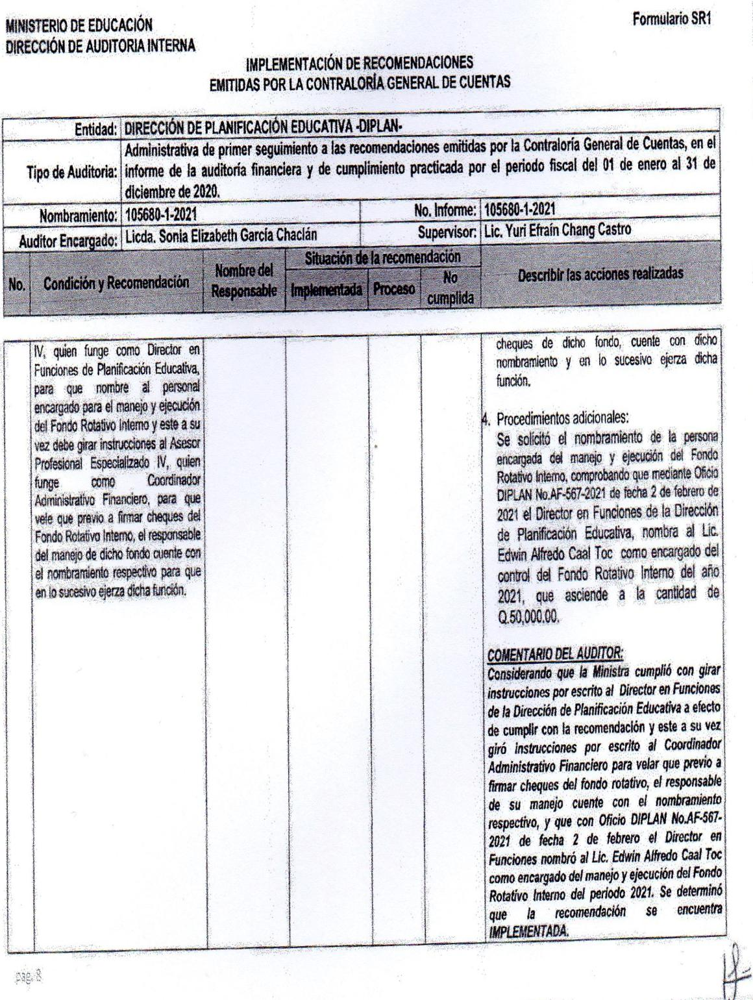 Formulario SR1
MINISTERIO DE EDUCACIÓN
DIRECCIÓN DE AUDITORIA INTERNA
IMPLEMENTACIÓN DE RECOMENDACIONES
EMITIDAS POR LA CONTRALORÍA GENERAL DE CUENTAS
Entidad: DIRECCIÓN DE PLANIFICACIÓN EDUCATIVA -DIPLAN-
Tipo de Auditoria: Administrativa de primer seguimiento a las recomendaciones emitidas por la Contraloría General de Cuentas, en el
informe de la auditoría financiera y de cumplimiento practicada por el periodo fiscal del 01 de enero al 31 de
diciembre de 2020.
Nombramiento: 105680-1-2021 No. Informe: 105680-1-2021
Auditor Encargado: Licda. Sonia Elizabeth García Chaclán Supervisor: Lic. Yuri Efraín Chang Castro
No.
Condición y Recomendación
Nombre del
Responsable
Situación de la recomendación
Implementada
Proceso
No
cumplida
Describir las acciones realizadas
IV, quien funge como Director en
Funciones de Planificación Educativa,
para que nombre al personal
encargado para el manejo y ejecución
del Fondo Rotativo Interno y este a su
vez debe girar instrucciones al Asesor
Profesional Especializado IV, quien
funge como Coordinador
Administrativo Financiero, para que
vele que previo a firmar cheques del
Fondo Rotativo Interno, el responsable
del manejo de dicho fondo cuente con
el nombramiento respectivo para que
en lo sucesivo ejerza dicha función.
cheques de dicho fondo, cuente con dicho
nombramiento y en lo sucesivo ejerza dicha
función.
4. Procedimientos adicionales:
Se solicitó el nombramiento de la persona
encargada del manejo y ejecución del Fondo
Rotativo Interno, comprobando que mediante Oficio
DIPLAN No.AF-567-2021 de fecha 2 de febrero de
2021 el Director en Funciones de la Dirección
de Planificación Educativa, nombra al Lic.
Edwin Alfredo Caal Toc como encargado del
control del Fondo Rotativo Interno del año
2021, que asciende a la cantidad de
Q.50,000.00.
COMENTARIO DEL AUDITOR:
Considerando que la Ministra cumplió con girar
instrucciones por escrito al Director en Funciones
de la Dirección de Planificación Educativa a efecto
de cumplir con la recomendación y este a su vez
giró instrucciones por escrito al Coordinador
Administrativo Financiero para velar que previo a
firmar cheques del fondo rotativo, el responsable
de su manejo cuente con el nombramiento
respectivo, y que con Oficio DIPLAN No.AF-567-
2021 de fecha 2 de febrero el Director en
Funciones nombró al Lic. Edwin Alfredo Caal Toc
como encargado del manejo y ejecución del Fondo
Rotativo Interno del periodo 2021. Se determinó
que la recomendación se encuentra
IMPLEMENTADA.
pag. 8